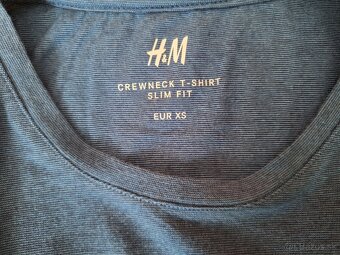 H&M
CREWNECK T-SHIRT
SLIM FIT
EUR XS